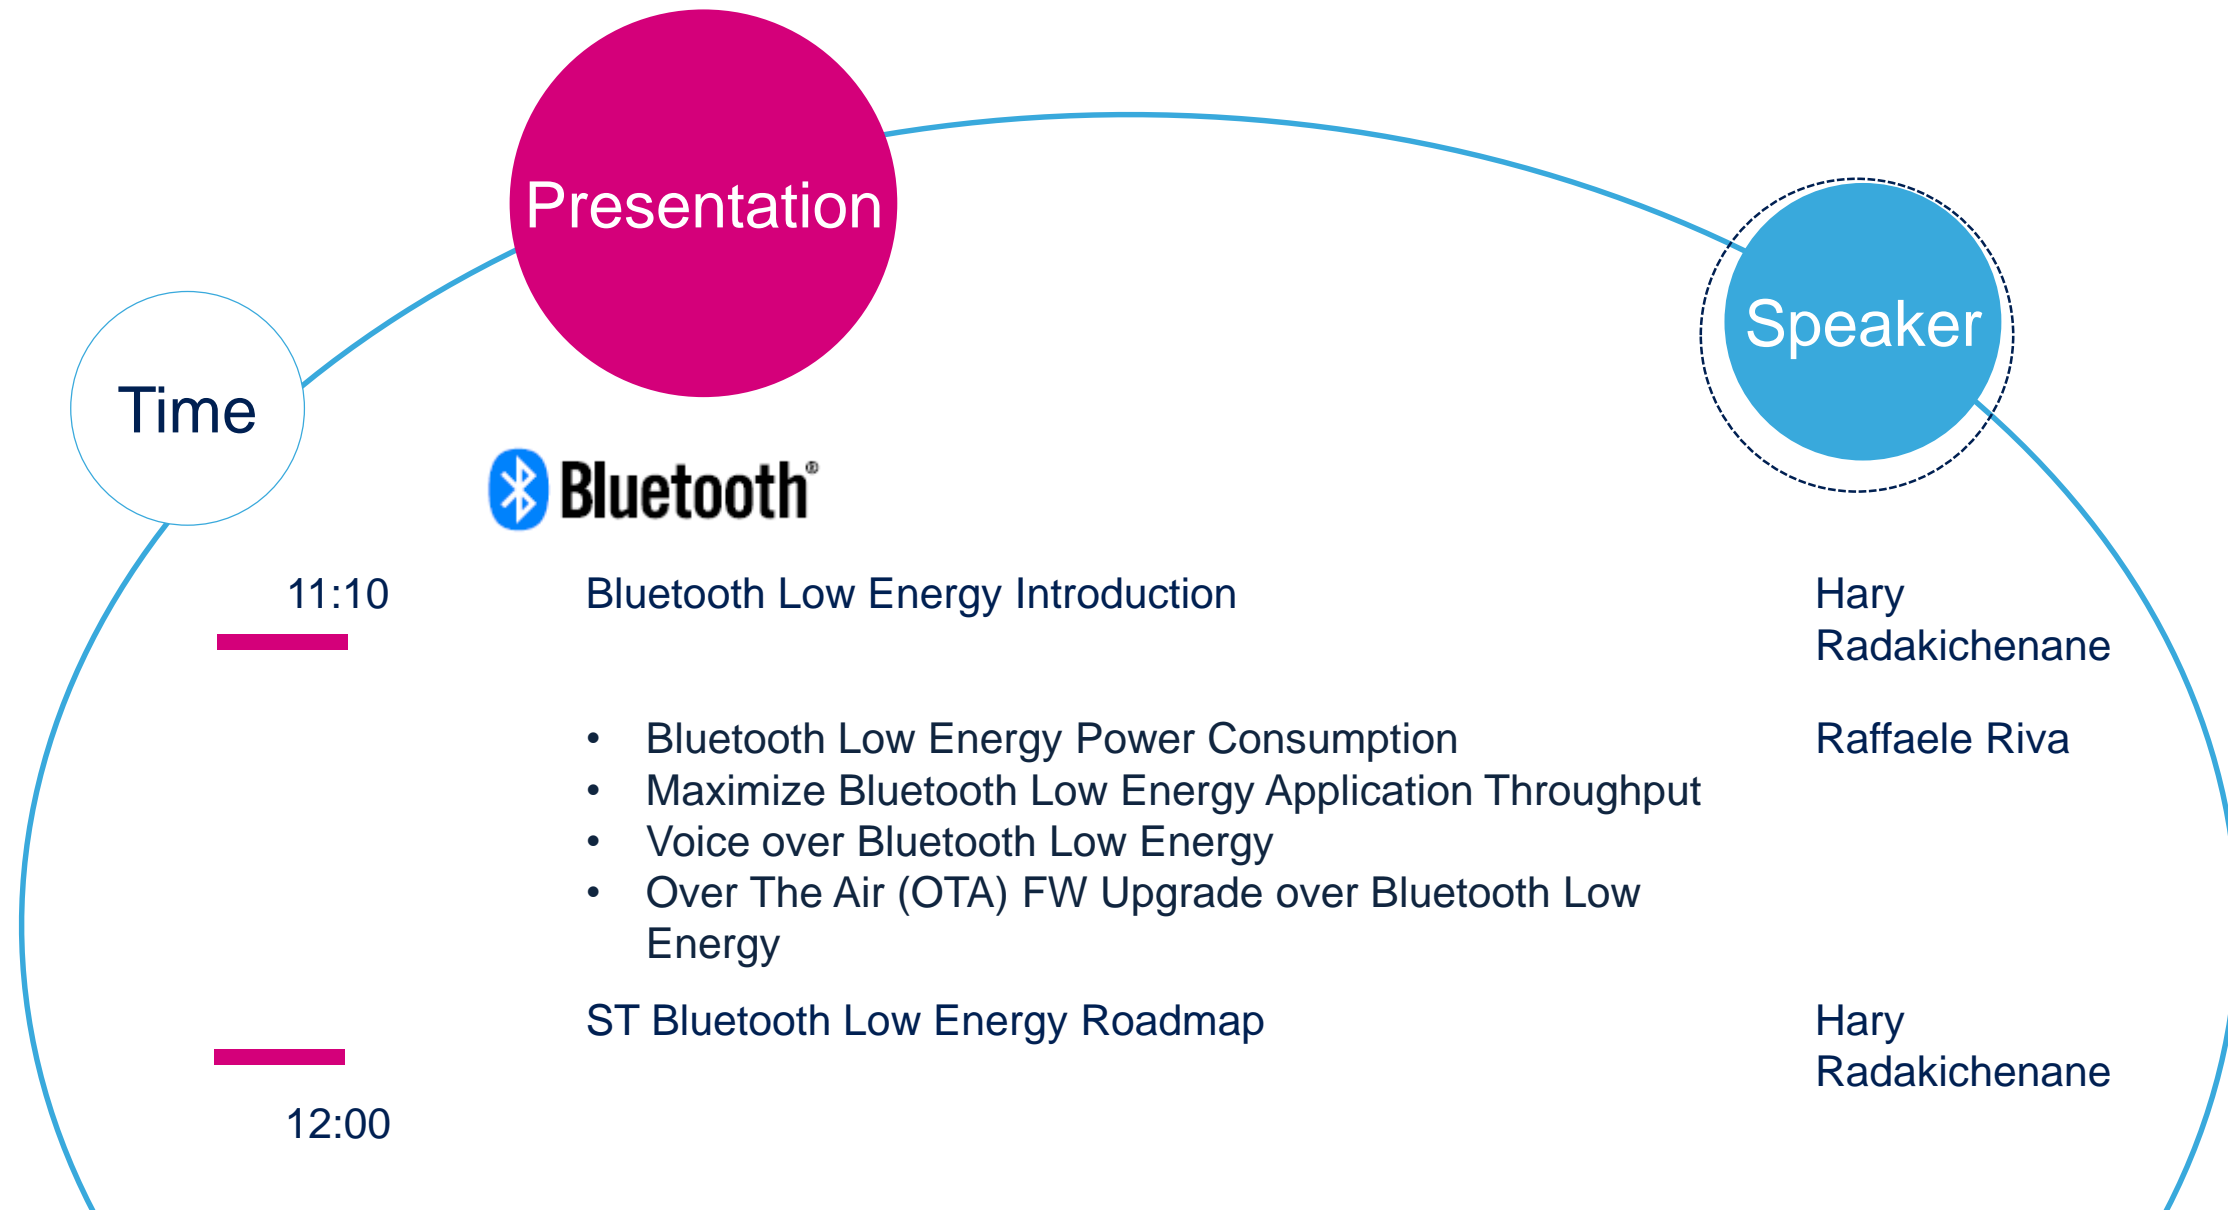 Presentation
Speaker
Time
Bluetooth®
11:10
Bluetooth Low Energy Introduction
Hary
Radakichenane
• Bluetooth Low Energy Power Consumption
Raffaele Riva
• Maximize Bluetooth Low Energy Application Throughput
• Voice over Bluetooth Low Energy
• Over The Air (OTA) FW Upgrade over Bluetooth Low
Energy
ST Bluetooth Low Energy Roadmap
Hary
Radakichenane
12:00